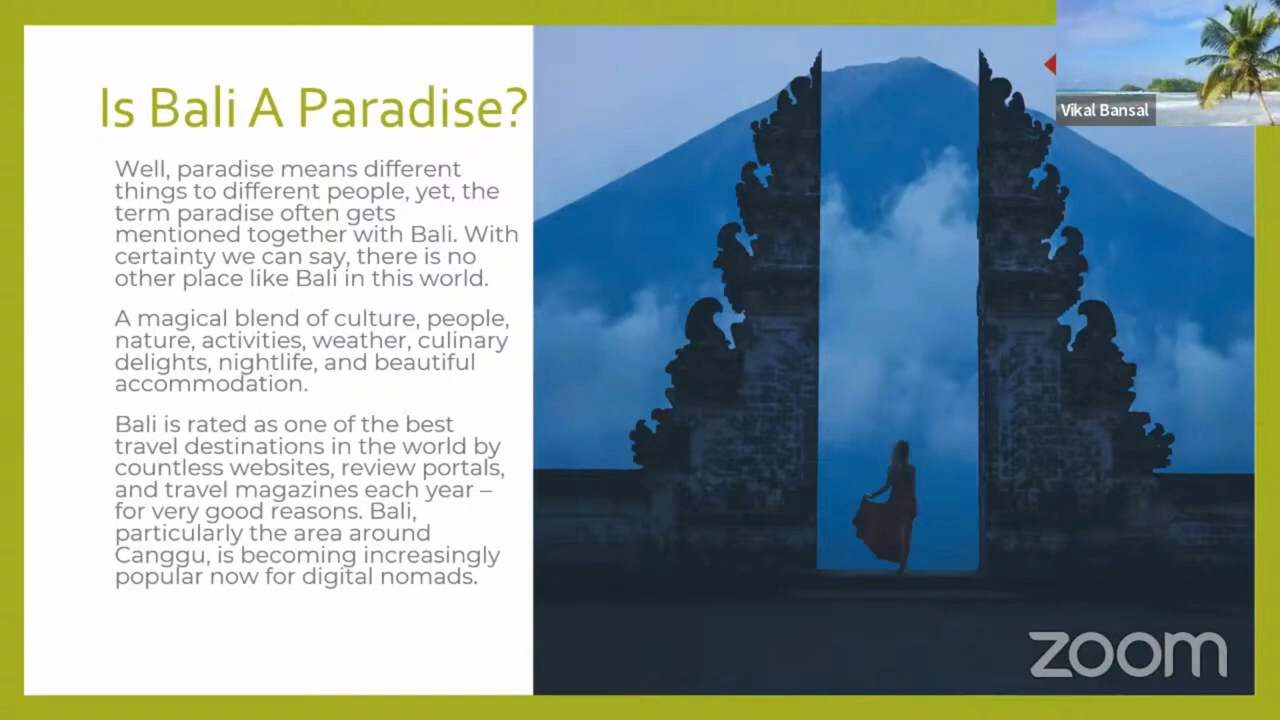 Is Bali A Paradise?
Well, paradise means different
things to different people, yet, the
term paradise often gets
mentioned together with Bali. With
certainty we can say, there is no
other place like Bali in this world.
A magical blend of culture, people,
nature, activities, weather, culinary
delights, nightlife, and beautiful
accommodation.
Bali is rated as one of the best
travel destinations in the world by
countless websites, review portals,
and travel magazines each year –
for very good reasons. Bali,
particularly the area around
Canggu, is becoming increasingly
popular now for digital nomads.
Vikal Bansal
zoom